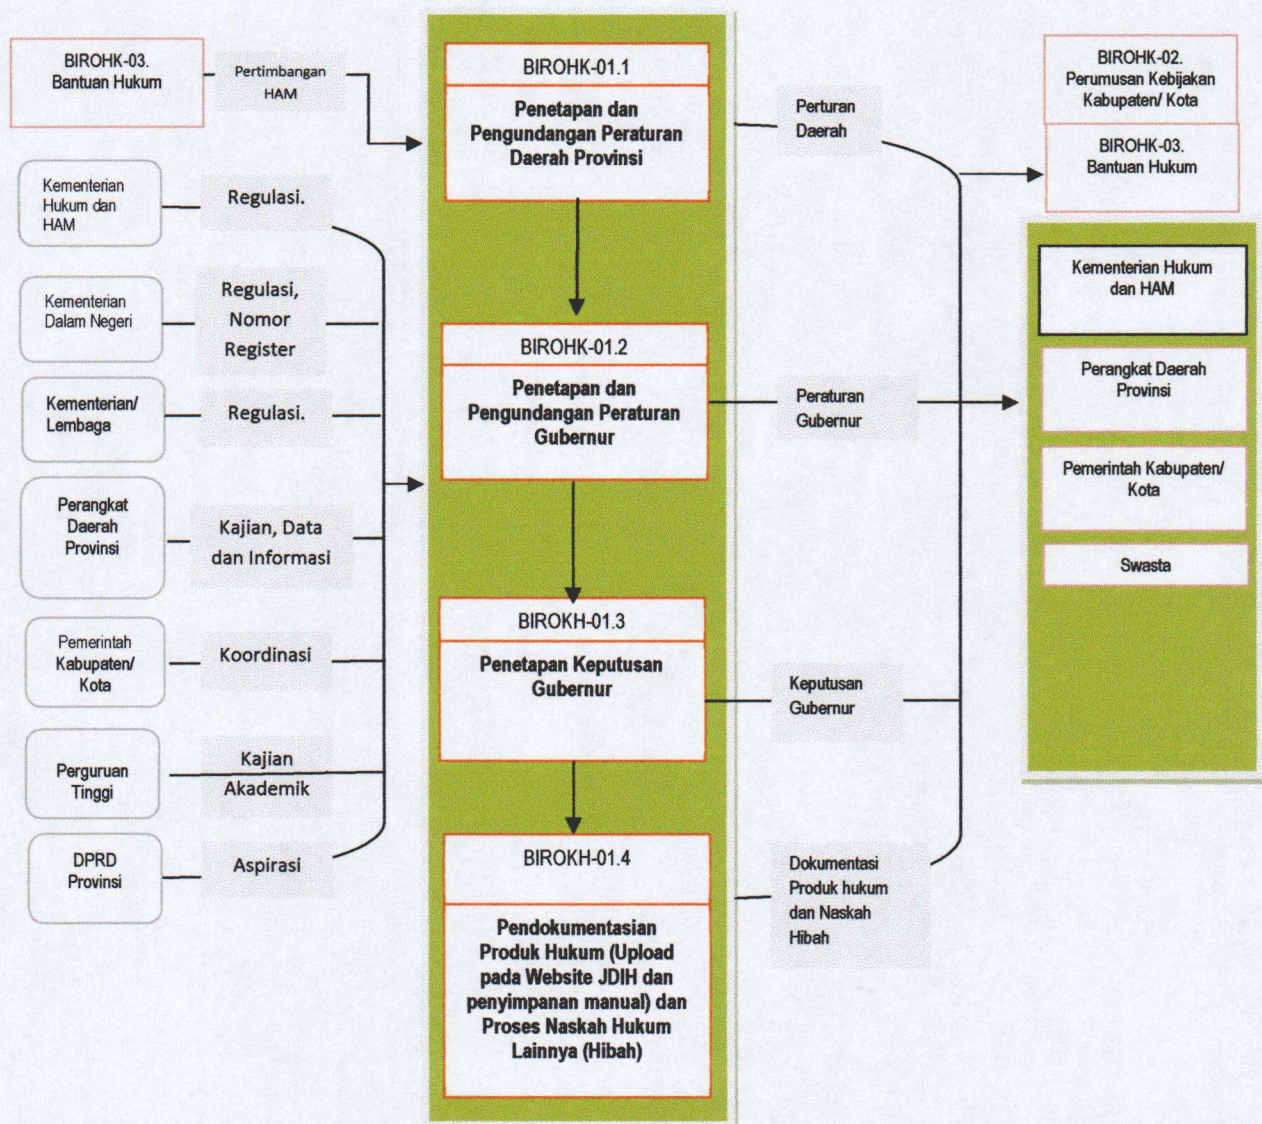 BIROHK-03.
Bantuan Hukum
Pertimbangan
HAM
Kementerian
Hukum dan
HAM
Regulasi.
Kementerian
Dalam Negeri
Regulasi,
Nomor
Register
Kementerian/
Lembaga
Regulasi.
Perangkat
Daerah
Provinsi
Kajian, Data
dan Informasi
Pemerintah
Kabupaten/
Kota
Koordinasi
Perguruan
Tinggi
Kajian
Akademik
DPRD
Provinsi
Aspirasi
BIROHK-01.1
Penetapan dan
Pengundangan Peraturan
Daerah Provinsi
BIROHK-01.2
Penetapan dan
Pengundangan Peraturan
Gubernur
BIROKH-01.3
Penetapan Keputusan
Gubernur
BIROKH-01.4
Pendokumentasian
Produk Hukum (Upload
pada Website JDIH dan
penyimpanan manual) dan
Proses Naskah Hukum
Lainnya (Hibah)
Perturan
Daerah
Peraturan
Gubernur
Keputusan
Gubernur
Dokumentasi
Produk hukum
dan Naskah
Hibah
BIROHK-02.
Perumusan Kebijakan
Kabupaten/ Kota
BIROHK-03.
Bantuan Hukum
Kementerian Hukum
dan HAM
Perangkat Daerah
Provinsi
Pemerintah Kabupaten/
Kota
Swasta